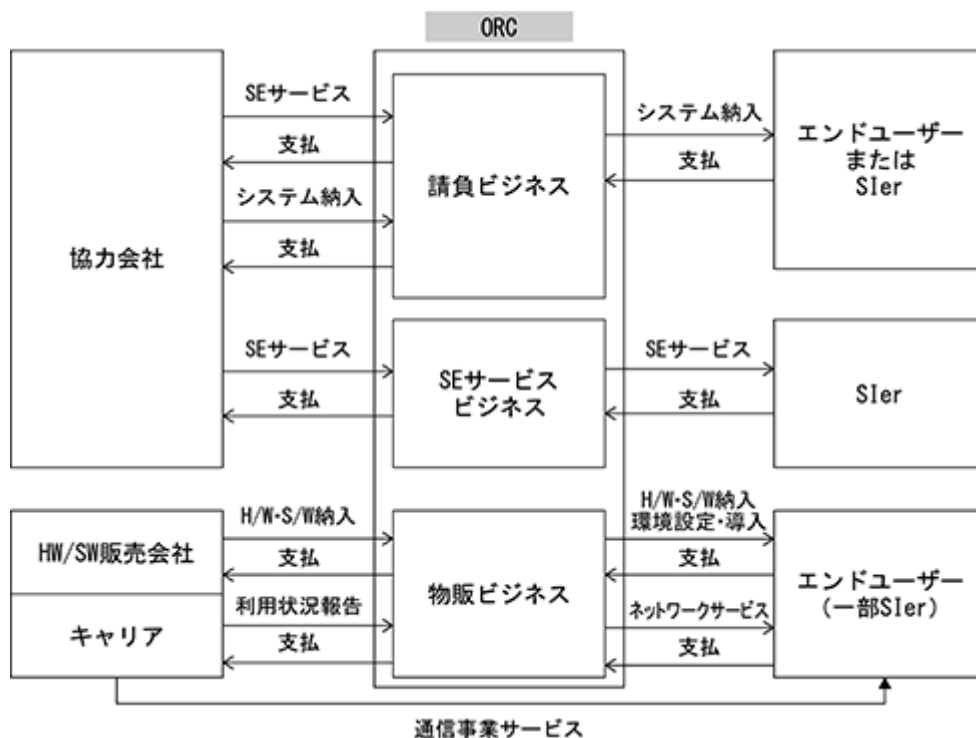 ORC
協力会社
SEサービス
支払
システム納入
支払
請負ビジネス
システム納入
支払
エンドユーザー
または
SIer
SEサービス
支払
SEサービス
ビジネス
SEサービス
支払
SIer
HW/SW販売会社
キャリア
H/W・S/W納入
支払
利用状況報告
支払
物販ビジネス
H/W・S/W納入
環境設定・導入
支払
ネットワークサービス
支払
エンドユーザー
（一部SIer）
通信事業サービス